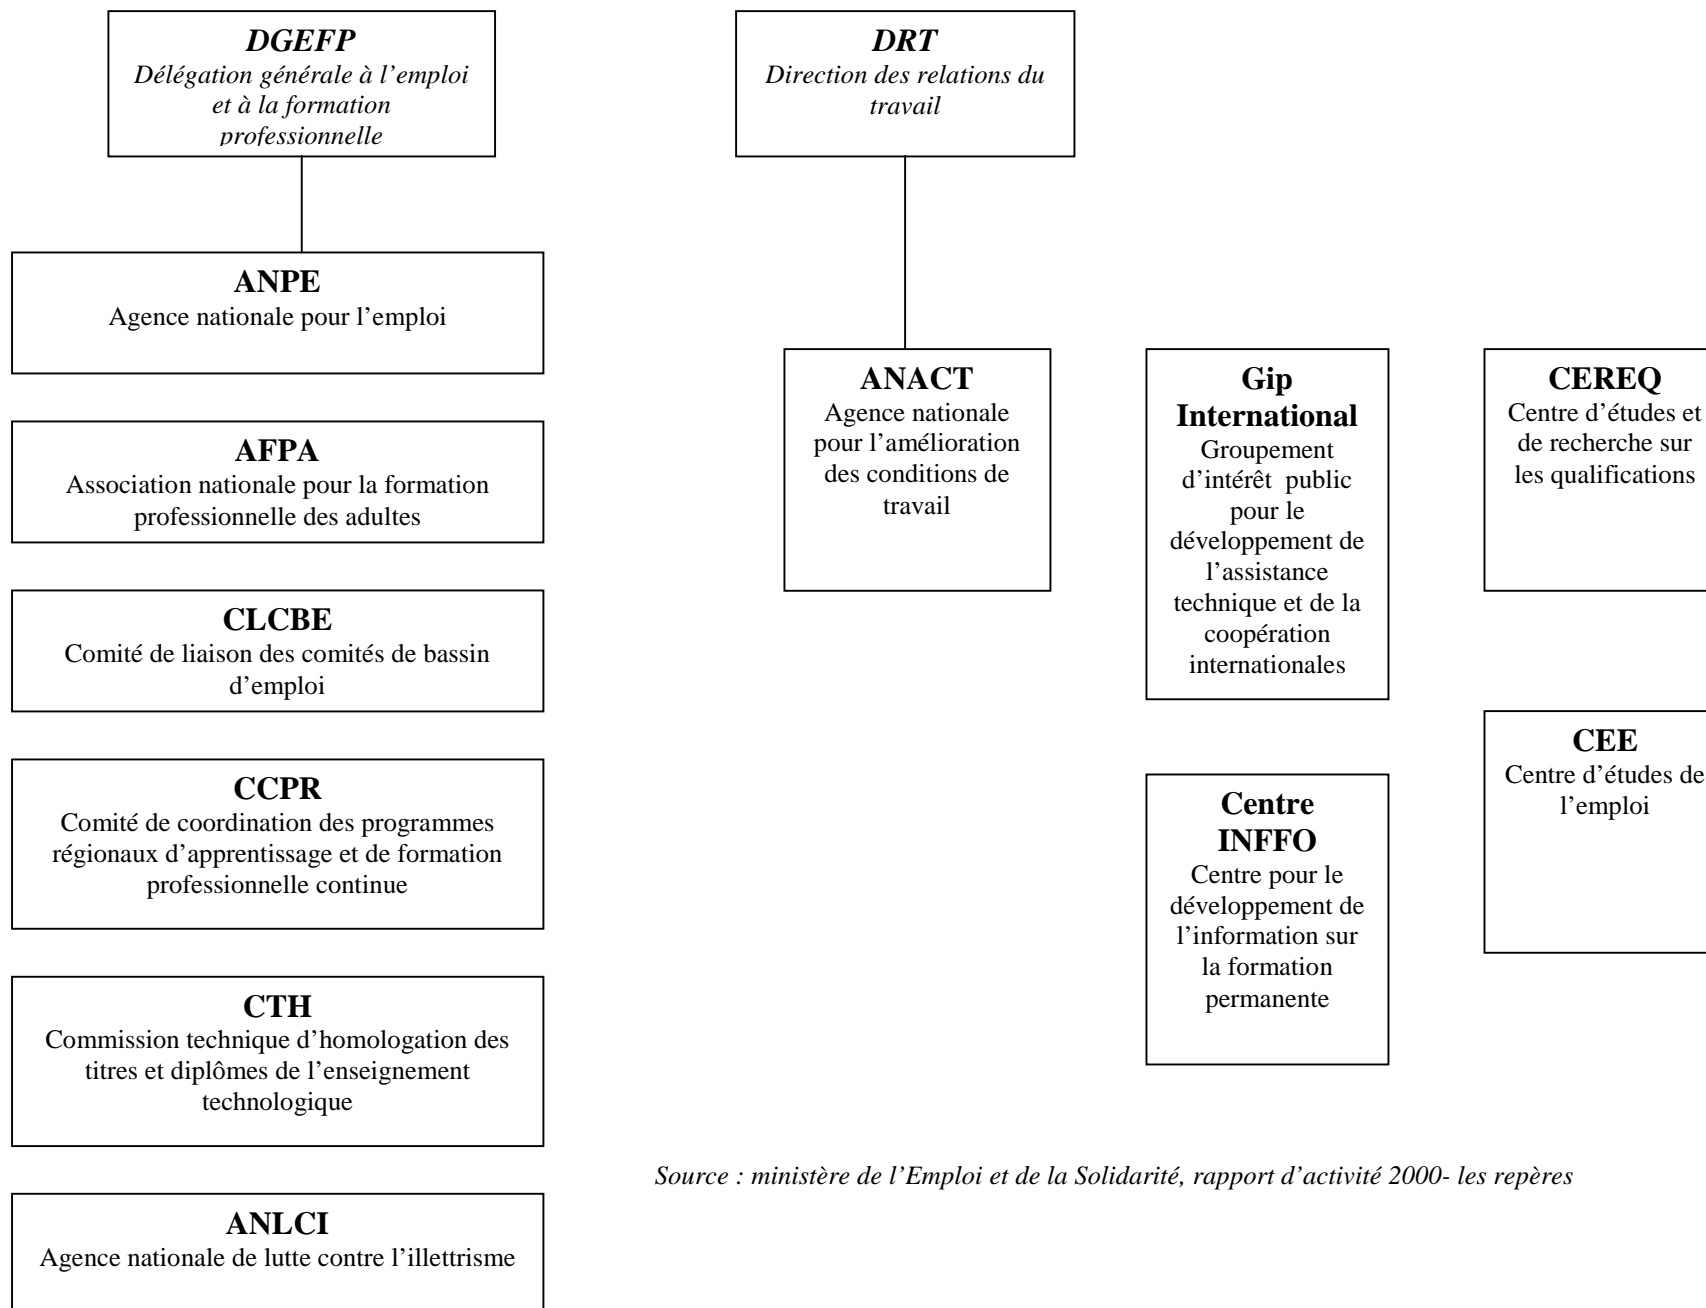 DGEFP
Délégation générale à l’emploi
et à la formation
professionnelle
DRT
Direction des relations du
travail
ANPE
Agence nationale pour l’emploi
AFPA
Association nationale pour la formation
professionnelle des adultes
CLCBE
Comité de liaison des comités de bassin
d’emploi
CCPR
Comité de coordination des programmes
régionaux d’apprentissage et de formation
professionnelle continue
CTH
Commission technique d’homologation des
titres et diplômes de l’enseignement
technologique
ANLCI
Agence nationale de lutte contre l’illettrisme
ANACT
Agence nationale
pour l’amélioration
des conditions de
travail
Gip
International
Groupement
d’intérêt public
pour le
développement de
l’assistance
technique et de la
coopération
internationales
Centre
INFFO
Centre pour le
développement de
l’information sur
la formation
permanente
CEREQ
Centre d’études et
de recherche sur
les qualifications
CEE
Centre d’études de
l’emploi
Source : ministère de l’Emploi et de la Solidarité, rapport d’activité 2000- les repères